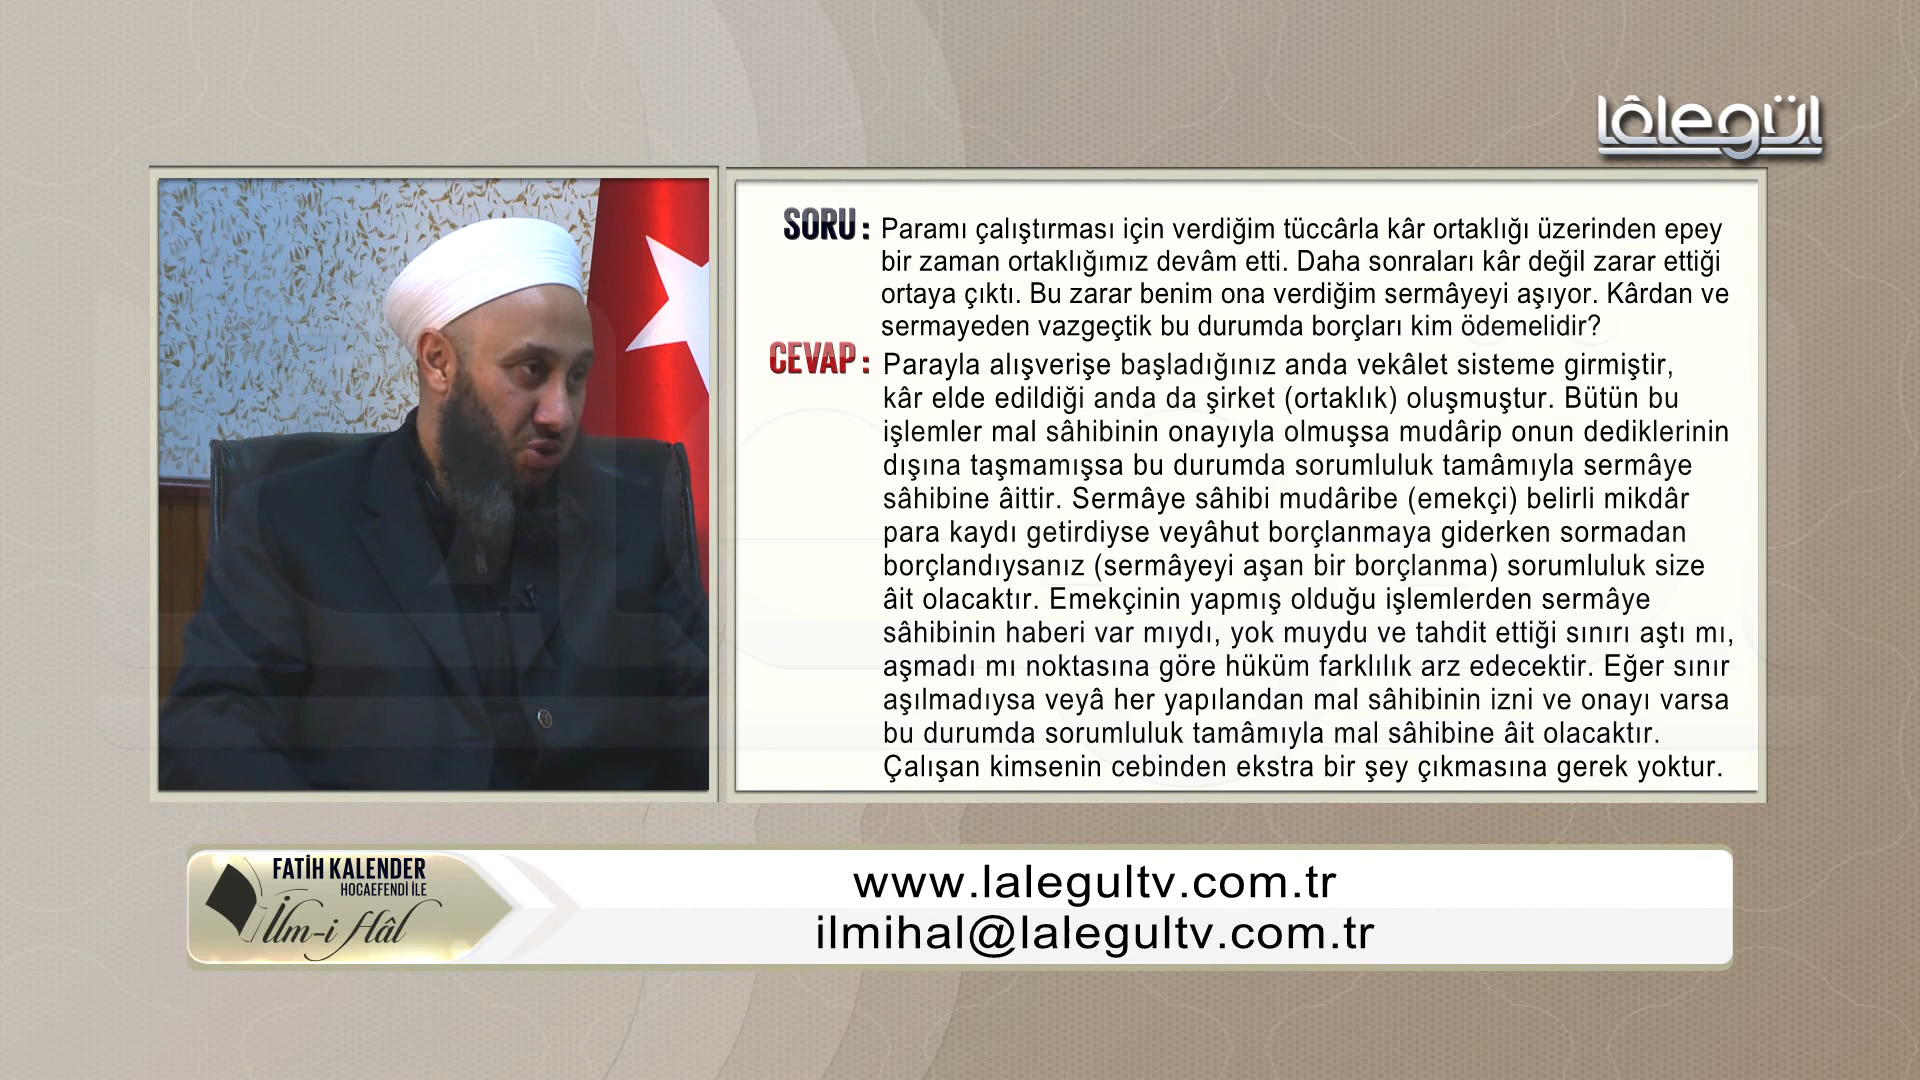 lâlegül
SORU : Paramı çalıştırması için verdiğim tüccârla kâr ortaklığı üzerinden epey
bir zaman ortaklığımız devâm etti. Daha sonraları kâr değil zarar ettiği
ortaya çıktı. Bu zarar benim ona verdiğim sermâyeyi aşıyor. Kârdan ve
sermayeden vazgeçtik bu durumda borçları kim ödemelidir?
CEVAP : Parayla alışverişe başladığınız anda vekâlet sisteme girmiştir,
kâr elde edildiği anda da şirket (ortaklık) oluşmuştur. Bütün bu
işlemler mal sâhibinin onayıyla olmuşsa mudârip onun dediklerinin
dışına taşmamışsa bu durumda sorumluluk tamâmıyla sermâye
sâhibine âittir. Sermâye sâhibi mudâribe (emekçi) belirli mikdâr
para kaydı getirdiyse veyâhut borçlanmaya giderken sormadan
borçlandıysanız (sermâyeyi aşan bir borçlanma) sorumluluk size
âit olacaktır. Emekçinin yapmış olduğu işlemlerden sermâye
sâhibinin haberi var mıydı, yok muydu ve tahdit ettiği sınırı aştı mı,
aşmadı mı noktasına göre hüküm farklılık arz edecektir. Eğer sınır
aşılmadıysa veyâ her yapılandan mal sâhibinin izni ve onayı varsa
bu durumda sorumluluk tamâmıyla mal sâhibine âit olacaktır.
Çalışan kimsenin cebinden ekstra bir şey çıkmasına gerek yoktur.
FATİH KALENDER
HOCAEFENDİ İLE
İlm-i Hâl
www.lalegultv.com.tr
ilmihal@lalegultv.com.tr